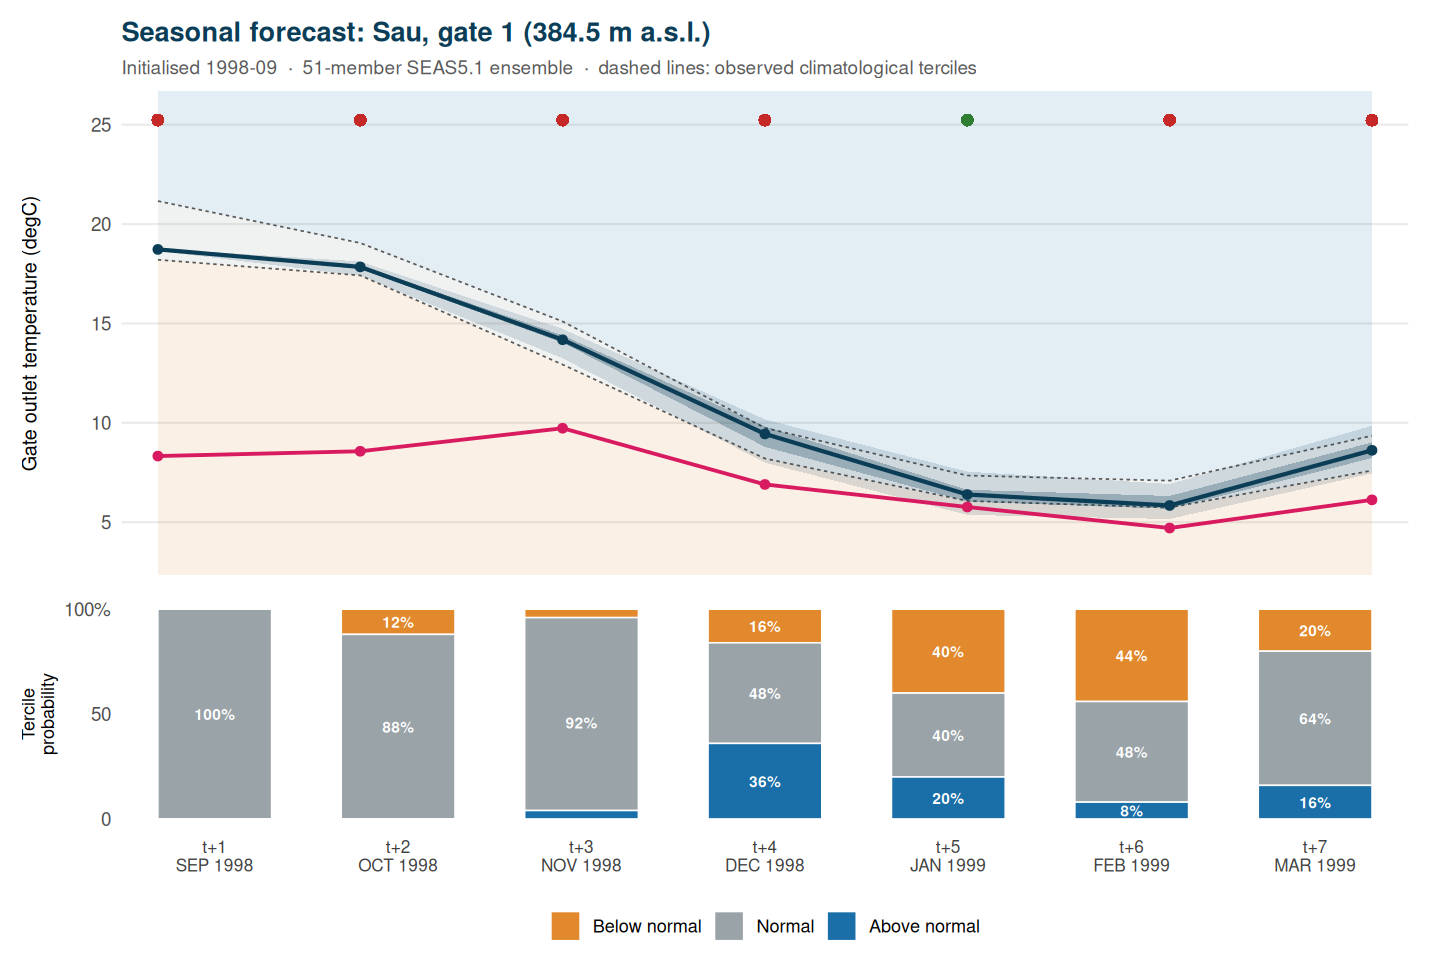 Seasonal forecast: Sau, gate 1 (384.5 m a.s.l.)
Initialised 1998-09 · 51-member SEAS5.1 ensemble · dashed lines: observed climatological terciles
Gate outlet temperature (degC)
25
20
15
10
5
Tercile
probability
100%
50
0
100%
12%
88%
92%
16%
48%
36%
40%
40%
20%
44%
48%
8%
20%
64%
16%
t+1
SEP 1998
t+2
OCT 1998
t+3
NOV 1998
t+4
DEC 1998
t+5
JAN 1999
t+6
FEB 1999
t+7
MAR 1999
Below normal
Normal
Above normal